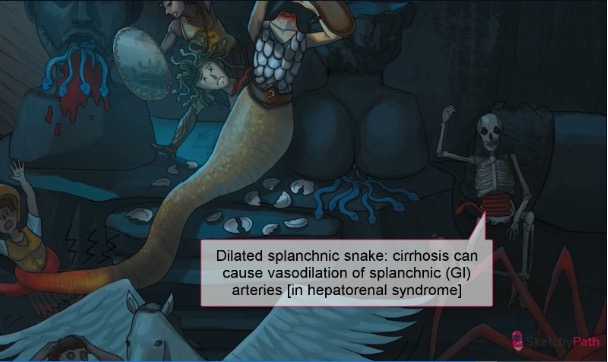 Dilated splanchnic snake: cirrhosis can
cause vasodilation of splanchnic (GI)
arteries [in hepatorenal syndrome]
SketchyPath